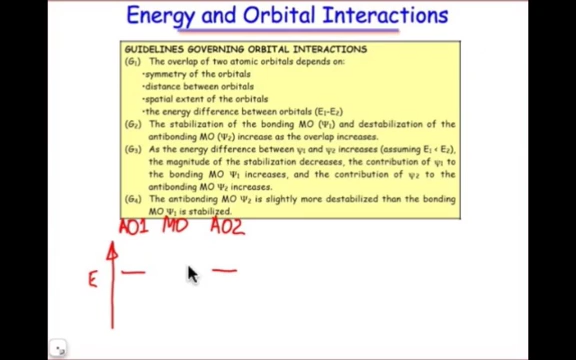 Energy and Orbital Interactions
GUIDELINES GOVERNING ORBITAL INTERACTIONS
(G₁) The overlap of two atomic orbitals depends on:
•symmetry of the orbitals
•distance between orbitals
•spatial extent of the orbitals
•the energy difference between orbitals (E₁-E₂)
(G₂) The stabilization of the bonding MO (Ψ₁) and destabilization of the
antibonding MO (Ψ₂) increase as the overlap increases.
(G₃) As the energy difference between ψ₁ and ψ₂ increases (assuming E₁ < E₂),
the magnitude of the stabilization decreases, the contribution of ψ₁ to
the bonding MO Ψ₁ increases, and the contribution of ψ₂ to the
antibonding MO Ψ₂ increases.
(G₄) The antibonding MO Ψ₂ is slightly more destabilized than the bonding
MO Ψ₁ is stabilized.
AO1 MO AO2
E